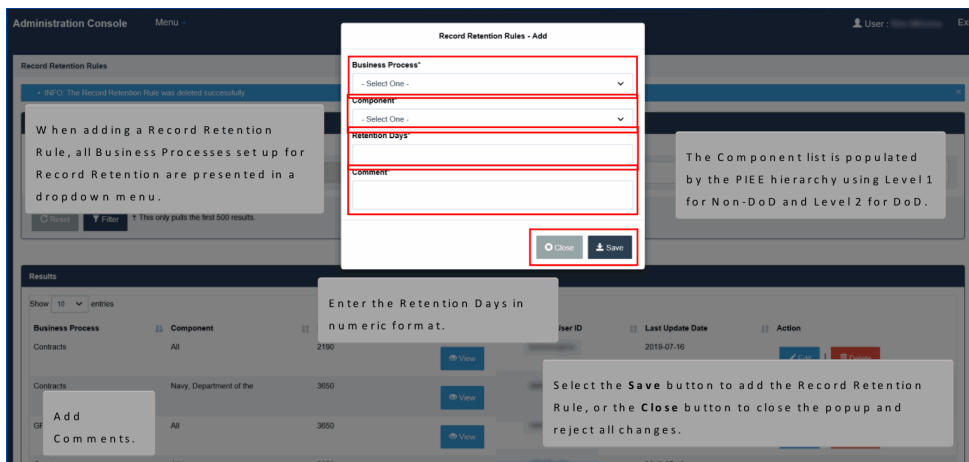 Administration Console
Menu
User :
Ex
Record Retention Rules - Add
Record Retention Rules
Business Process*
- Select One -
• INFO: The Record Retention Rule was deleted successfully.
×
Component*
- Select One -
Retention Days*
Comment*
When adding a Record Retention
Rule, all Business Processes set up for
Record Retention are presented in a
dropdown menu.
The Component list is populated
by the PIEE hierarchy using Level 1
for Non-DoD and Level 2 for DoD.
Reset
Filter
† This only pulls the first 500 results.
Close
Save
Results
Show 10 entries
Enter the Retention Days in
numeric format.
Business Process
Component
User ID
Last Update Date
Action
Contracts
All
2190
View
2019-07-16
Edit | Delete
Contracts
Navy, Department of the
3650
View
Select the Save button to add the Record Retention
Rule, or the Close button to close the popup and
reject all changes.
Add
Comments.
All
3650
View